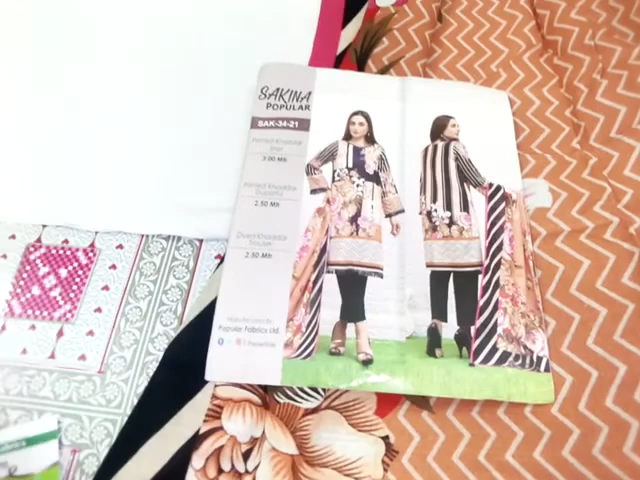 SAKINA
POPULAR
SAK-34-21
Printed Khaddar
Shirt
3.00 Mtr
Printed Khaddar
Dupatta
2.50 Mtr
Dyed Khaddar
Trouser
2.50 Mtr
Popular Fabrics Ltd.